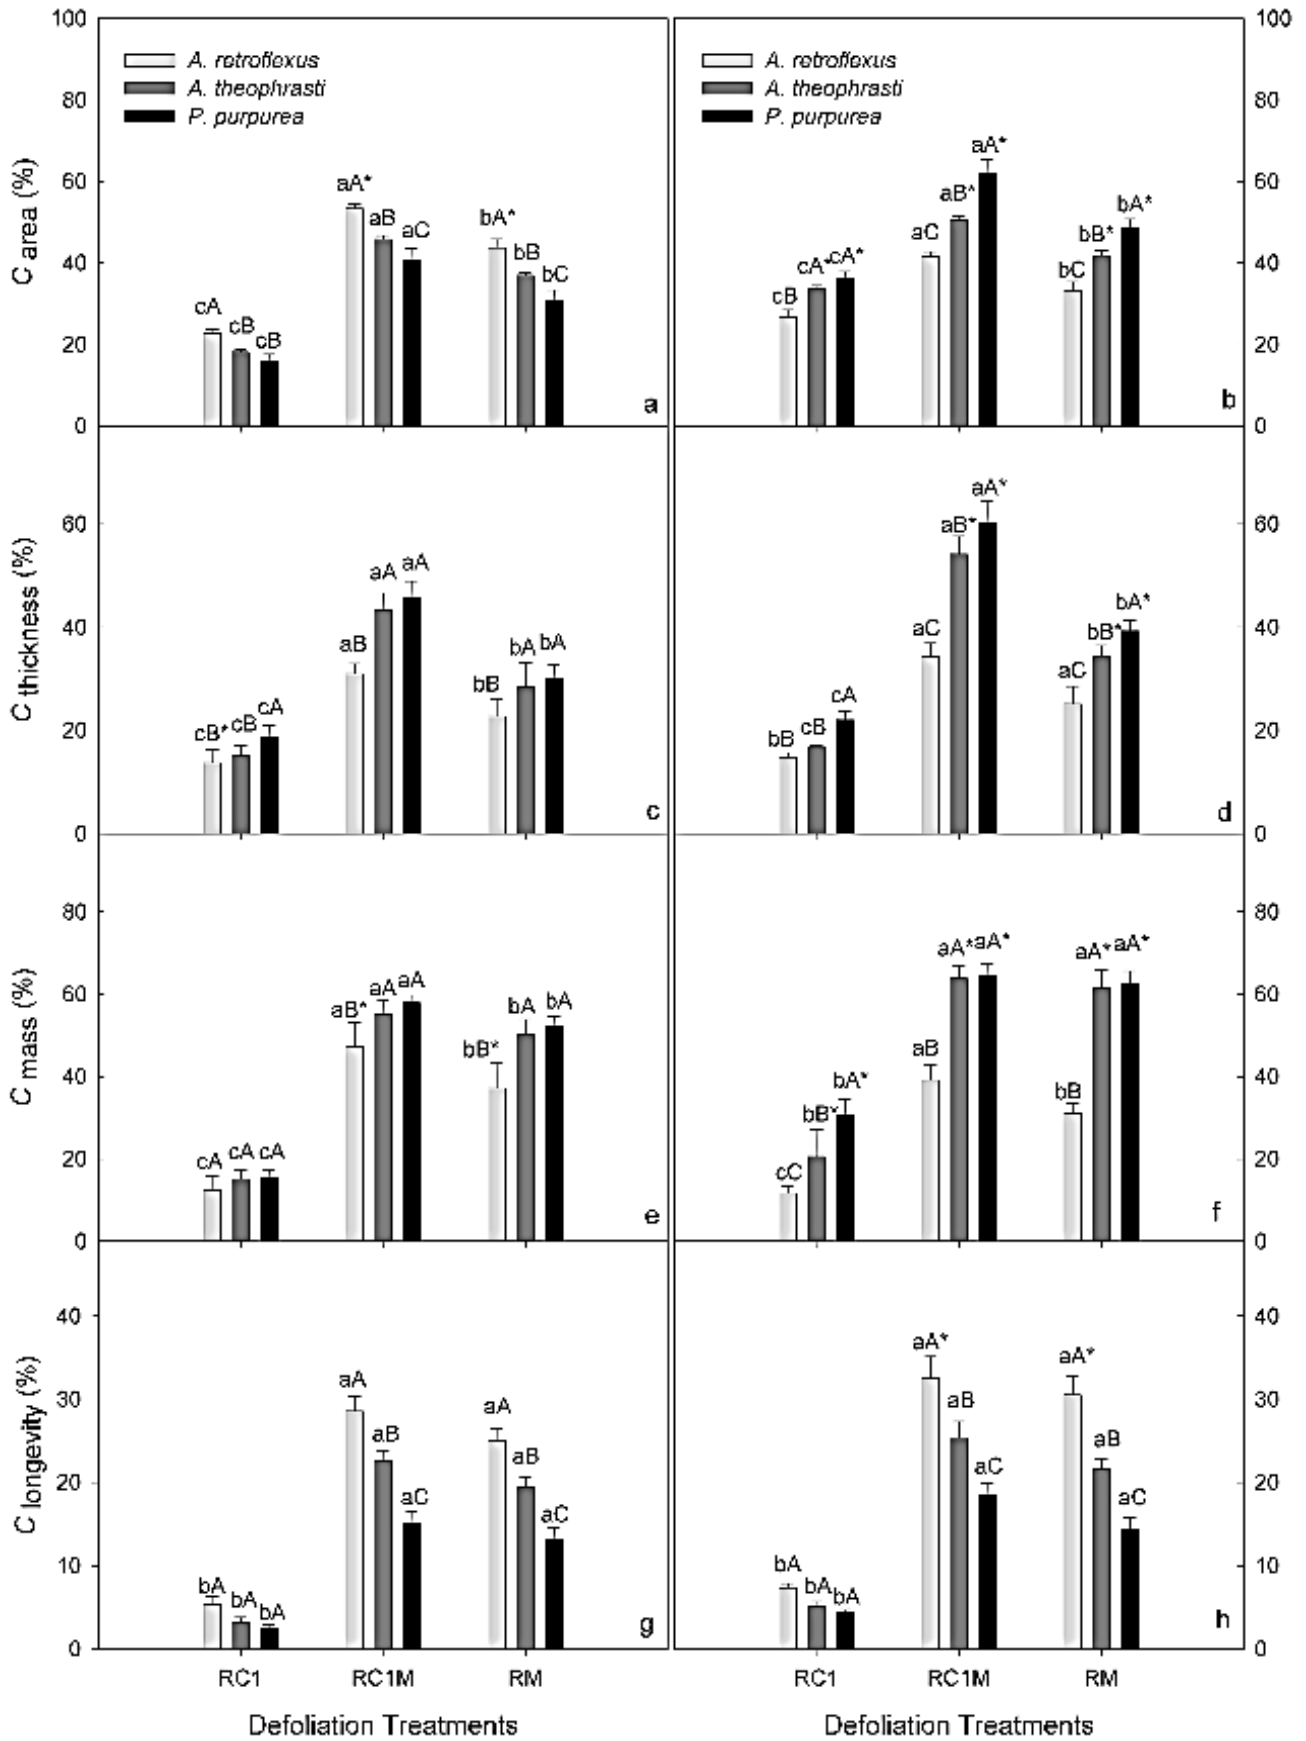 100
80
60
40
20
0
C area (%)
A. retroflexus
A. theophrasti
P. purpurea
cA
cB
cB
aA*
aB
aC
bA*
bB
bC
a
A. retroflexus
A. theophrasti
P. purpurea
cB
cA*
cA*
aC
aB*
aA*
bC
bB*
bA*
b
100
80
60
40
20
0
60
40
20
0
C thickness (%)
cB*
cB
cA
aB
aA
aA
bB
bA
bA
c
bB
cB
cA
aC
aB*
aA*
aC
bB*
bA*
d
60
40
20
0
80
60
40
20
0
C mass (%)
cA
cA
cA
aB*
aA
aA
bB*
bA
bA
e
cC
bB*
bA*
aB
aA*
aA*
bB
aA*
aA*
f
80
60
40
20
0
40
30
20
10
0
C longevity (%)
bA
bA
bA
aA
aB
aC
aA
aB
aC
g
bA
bA
bA
aA*
aB
aC
aA*
aB
aC
h
40
30
20
10
0
RC1
RC1M
RM
RC1
RC1M
RM
Defoliation Treatments
Defoliation Treatments